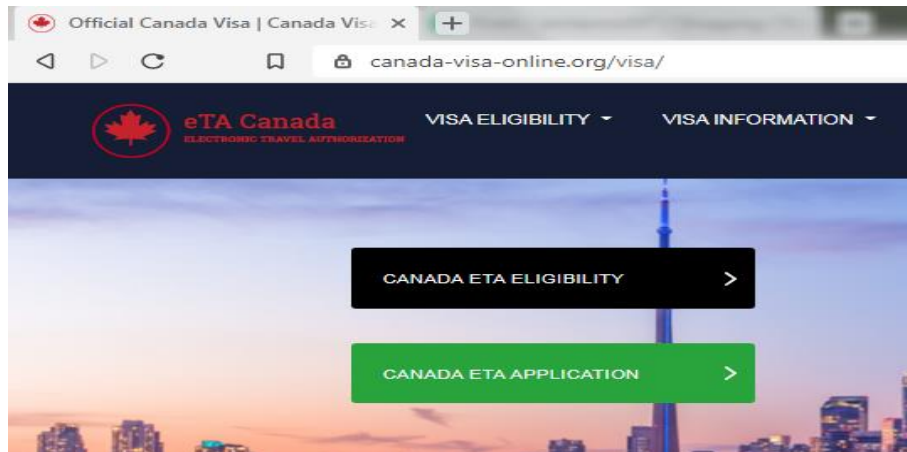 Official Canada Visa | Canada Vis
canada-visa-online.org/visa/
eTA Canada
ELECTRONIC TRAVEL AUTHORIZATION
VISA ELIGIBILITY
VISA INFORMATION
CANADA ETA ELIGIBILITY
CANADA ETA APPLICATION